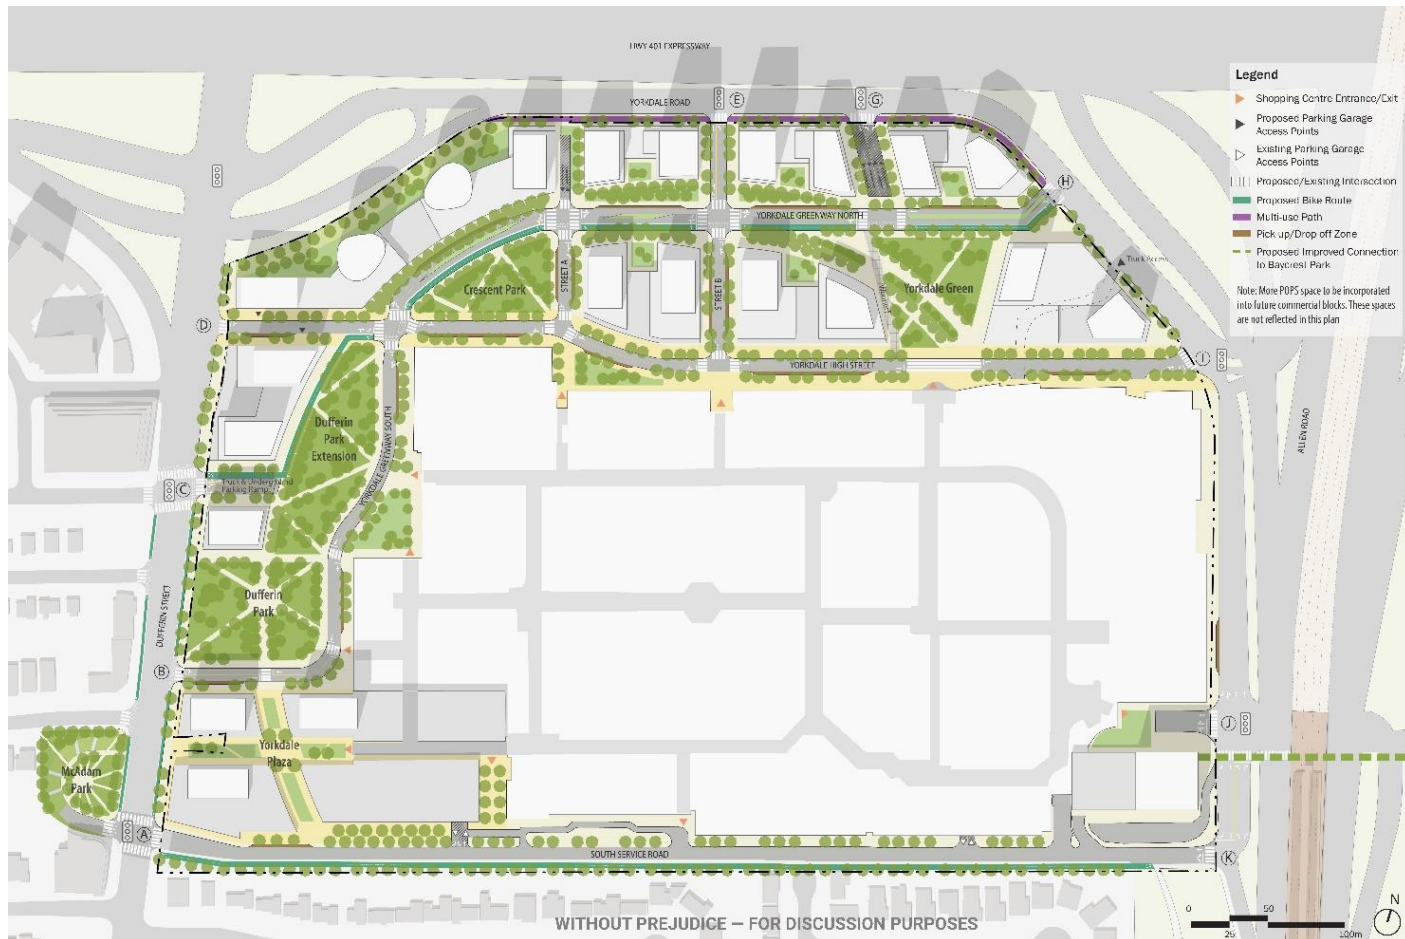 HWY 401 EXPRESSWAY
YORKDALE ROAD
E
G
Legend
Shopping Centre Entrance/Exit
Proposed Parking Garage
Access Points
Existing Parking Garage
Access Points
Proposed/Existing Intersection
Proposed Bike Route
Multi-use Path
Pick up/Drop off Zone
Proposed Improved Connection
to Baycrest Park
Note: More POPS space to be incorporated
into future commercial blocks. These spaces
are not reflected in this plan
H
YORKDALE GREENWAY NORTH
Truck Access
STREET A
Crescent Park
STREET B
Yorkdale Green
D
I
YORKDALE HIGH STREET
ALLEN ROAD
Dufferin
Park
Extension
YORKDALE GREENWAY SOUTH
C
Truck & Underground
Parking Ramp
DUFFERIN STREET
Dufferin
Park
B
J
Yorkdale
Plaza
McAdam
Park
A
SOUTH SERVICE ROAD
K
WITHOUT PREJUDICE — FOR DISCUSSION PURPOSES
0
25
50
100m
N